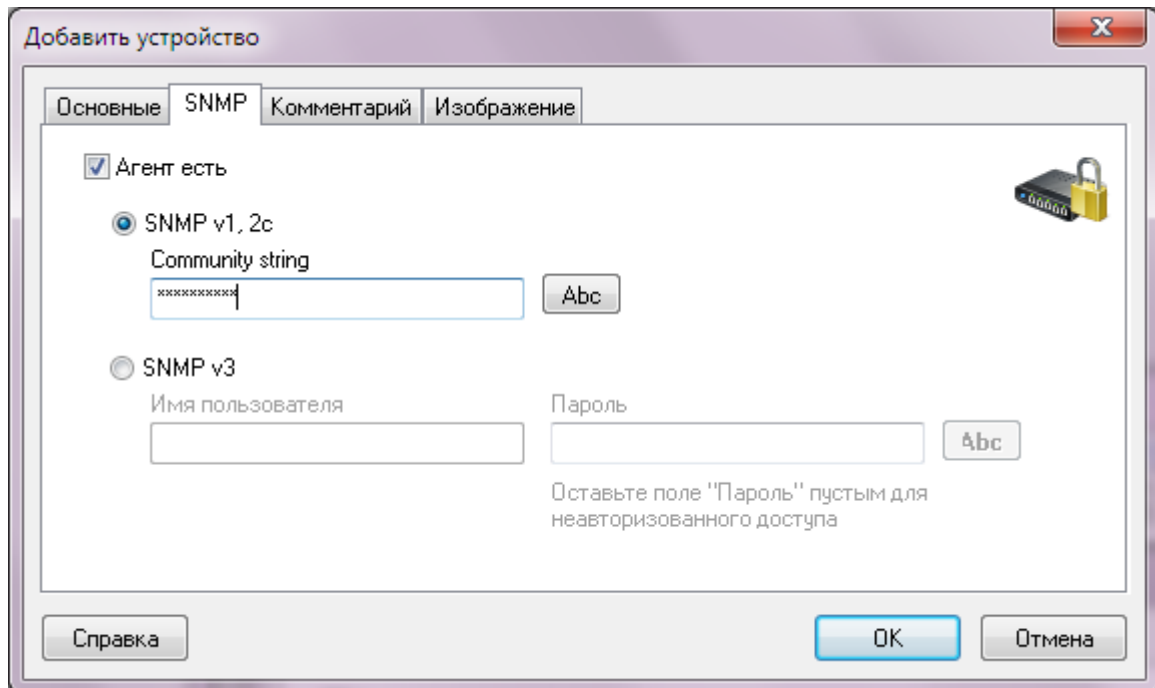 Добавить устройство
Основные SNMP Комментарий Изображение
Агент есть
SNMP v1, 2c
Community string
********** Abc
SNMP v3
Имя пользователя Пароль
Abc
Оставьте поле "Пароль" пустым для
неавторизованного доступа
Справка OK Отмена